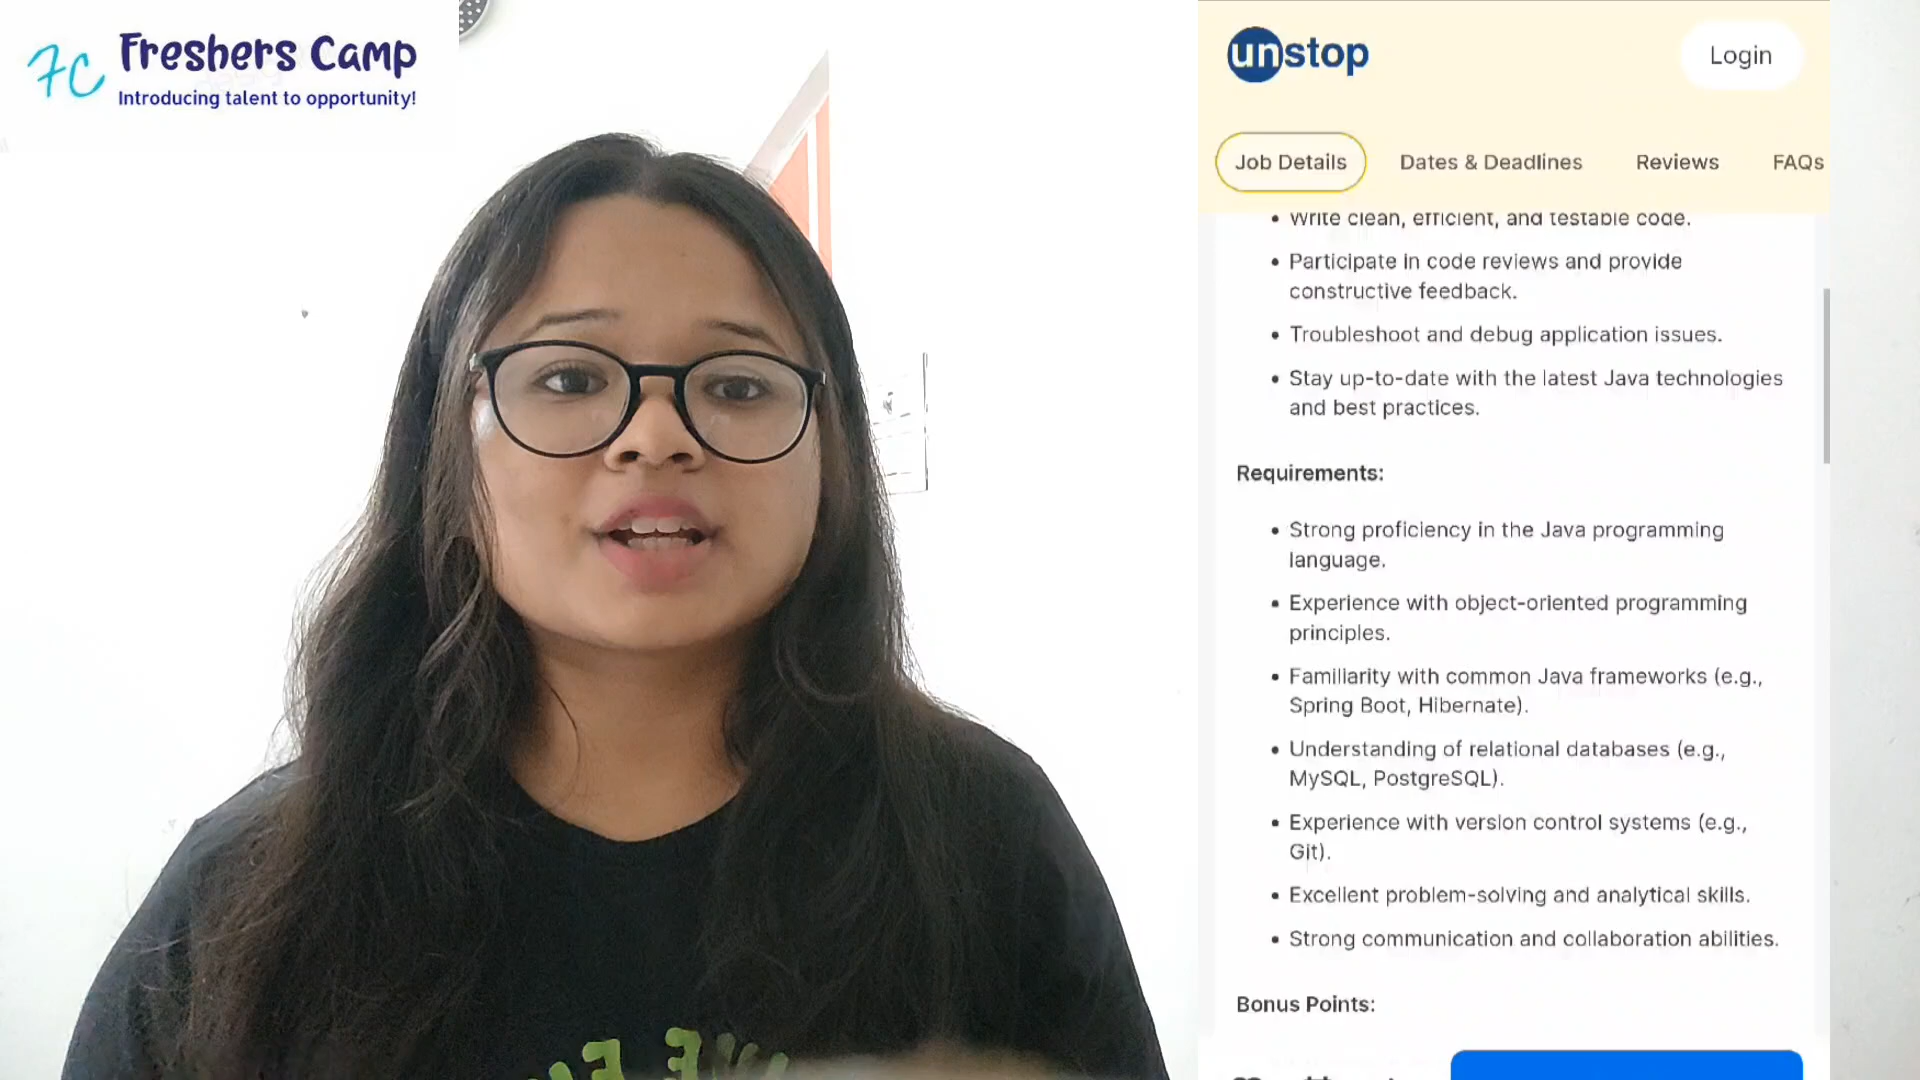 FC Freshers Camp
Introducing talent to opportunity!
unstop
Login
Job Details
Dates & Deadlines
Reviews
FAQs
• Write clean, efficient, and testable code.
• Participate in code reviews and provide
constructive feedback.
• Troubleshoot and debug application issues.
• Stay up-to-date with the latest Java technologies
and best practices.
Requirements:
• Strong proficiency in the Java programming
language.
• Experience with object-oriented programming
principles.
• Familiarity with common Java frameworks (e.g.,
Spring Boot, Hibernate).
• Understanding of relational databases (e.g.,
MySQL, PostgreSQL).
• Experience with version control systems (e.g.,
Git).
• Excellent problem-solving and analytical skills.
• Strong communication and collaboration abilities.
Bonus Points: